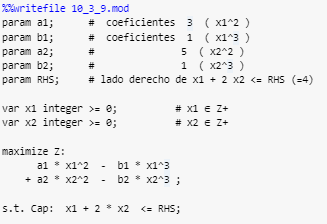 %%writefile 10_3_9.mod
param a1;      # coeficientes  3  ( x1^2 )
param b1;      # coeficientes  1  ( x1^3 )
param a2;      #               5  ( x2^2 )
param b2;      #               1  ( x2^3 )
param RHS;     # lado derecho de x1 + 2 x2 <= RHS (=4)
var x1 integer >= 0;          # x1 ∈ Z+
var x2 integer >= 0;          # x2 ∈ Z+
maximize Z:
a1 * x1^2  -  b1 * x1^3
+ a2 * x2^2  -  b2 * x2^3 ;
s.t. Cap:  x1 + 2 * x2  <= RHS;